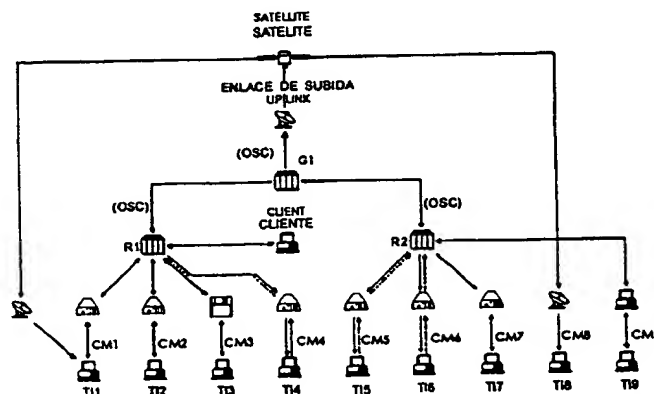 SATELLITE
SATELITE
ENLACE DE SUBIDA
UPLINK
(OSC)
G1
(OSC)
(OSC)
CLIENT
CLIENTE
R1
R2
CM1
CM2
CM3
CM4
CM5
CM6
CM7
CM8
CM
TI1
TI2
TI3
TI4
TI5
TI6
TI7
TI8
TI9